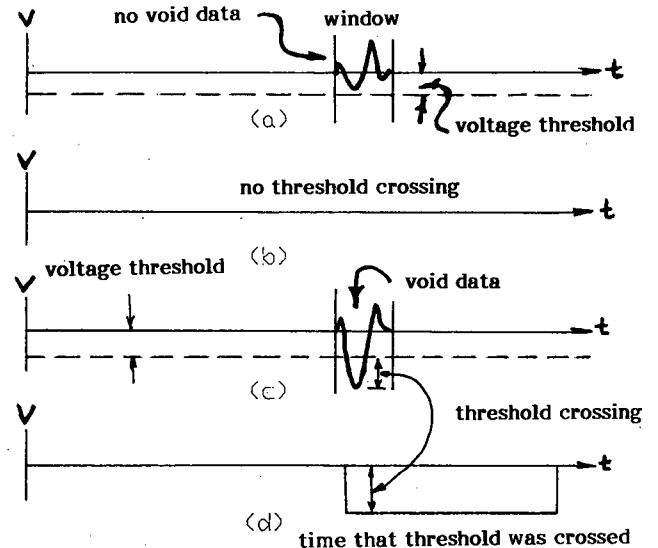 V
no void data
window
t
(a)
voltage threshold
V
no threshold crossing
t
(b)
V
voltage threshold
void data
t
(c)
threshold crossing
V
t
(d)
time that threshold was crossed